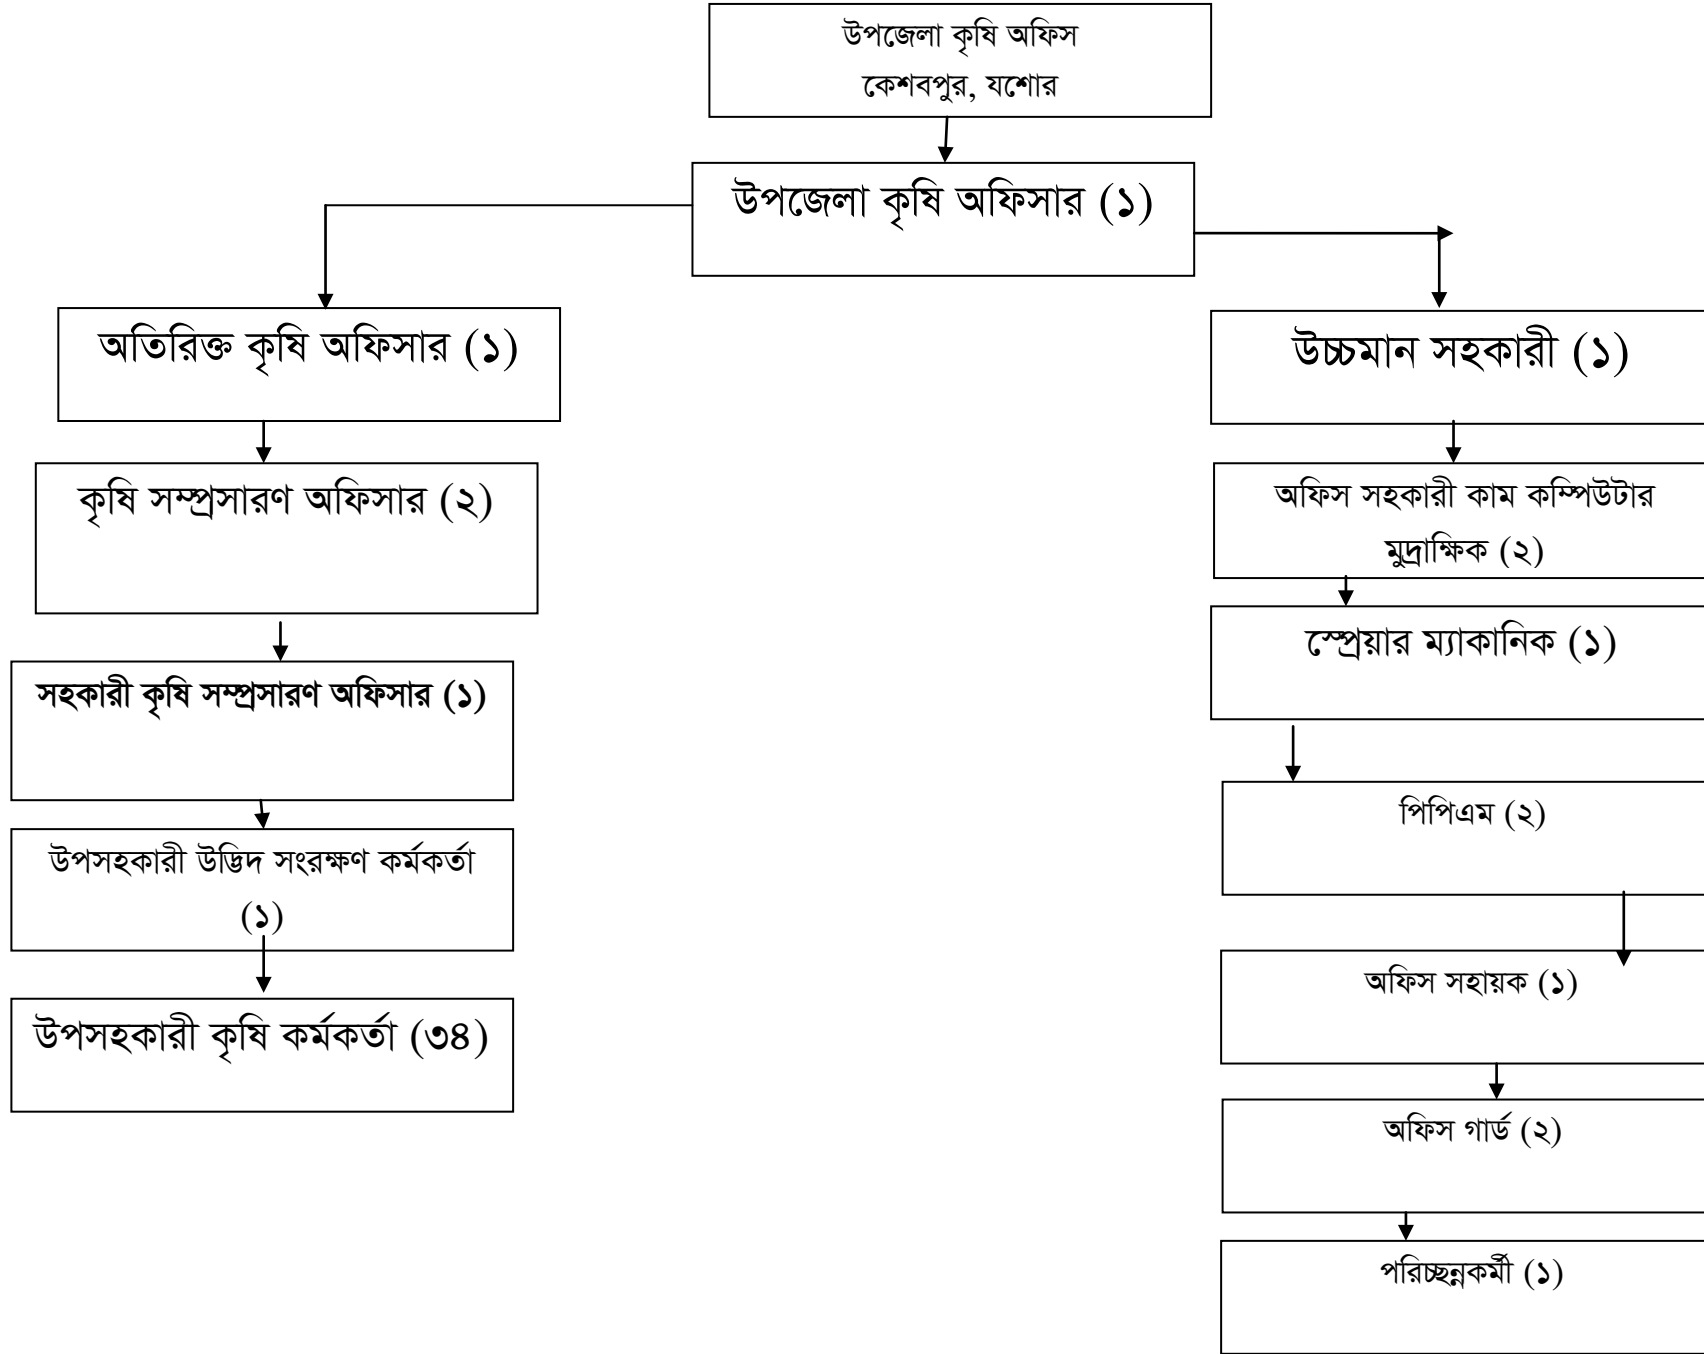 উপজেলা কৃষি অফিস
কেশবপুর, যশোর
উপজেলা কৃষি অফিসার (১)
অতিরিক্ত কৃষি অফিসার (১)
কৃষি সম্প্রসারণ অফিসার (২)
সহকারী কৃষি সম্প্রসারণ অফিসার (১)
উপসহকারী উদ্ভিদ সংরক্ষণ কর্মকর্তা
(১)
উপসহকারী কৃষি কর্মকর্তা (৩৪)
উচ্চমান সহকারী (১)
অফিস সহকারী কাম কম্পিউটার
মুদ্রাক্ষিক (২)
স্প্রেয়ার ম্যাকানিক (১)
পিপিএম (২)
অফিস সহায়ক (১)
অফিস গার্ড (২)
পরিচ্ছন্নকর্মী (১)